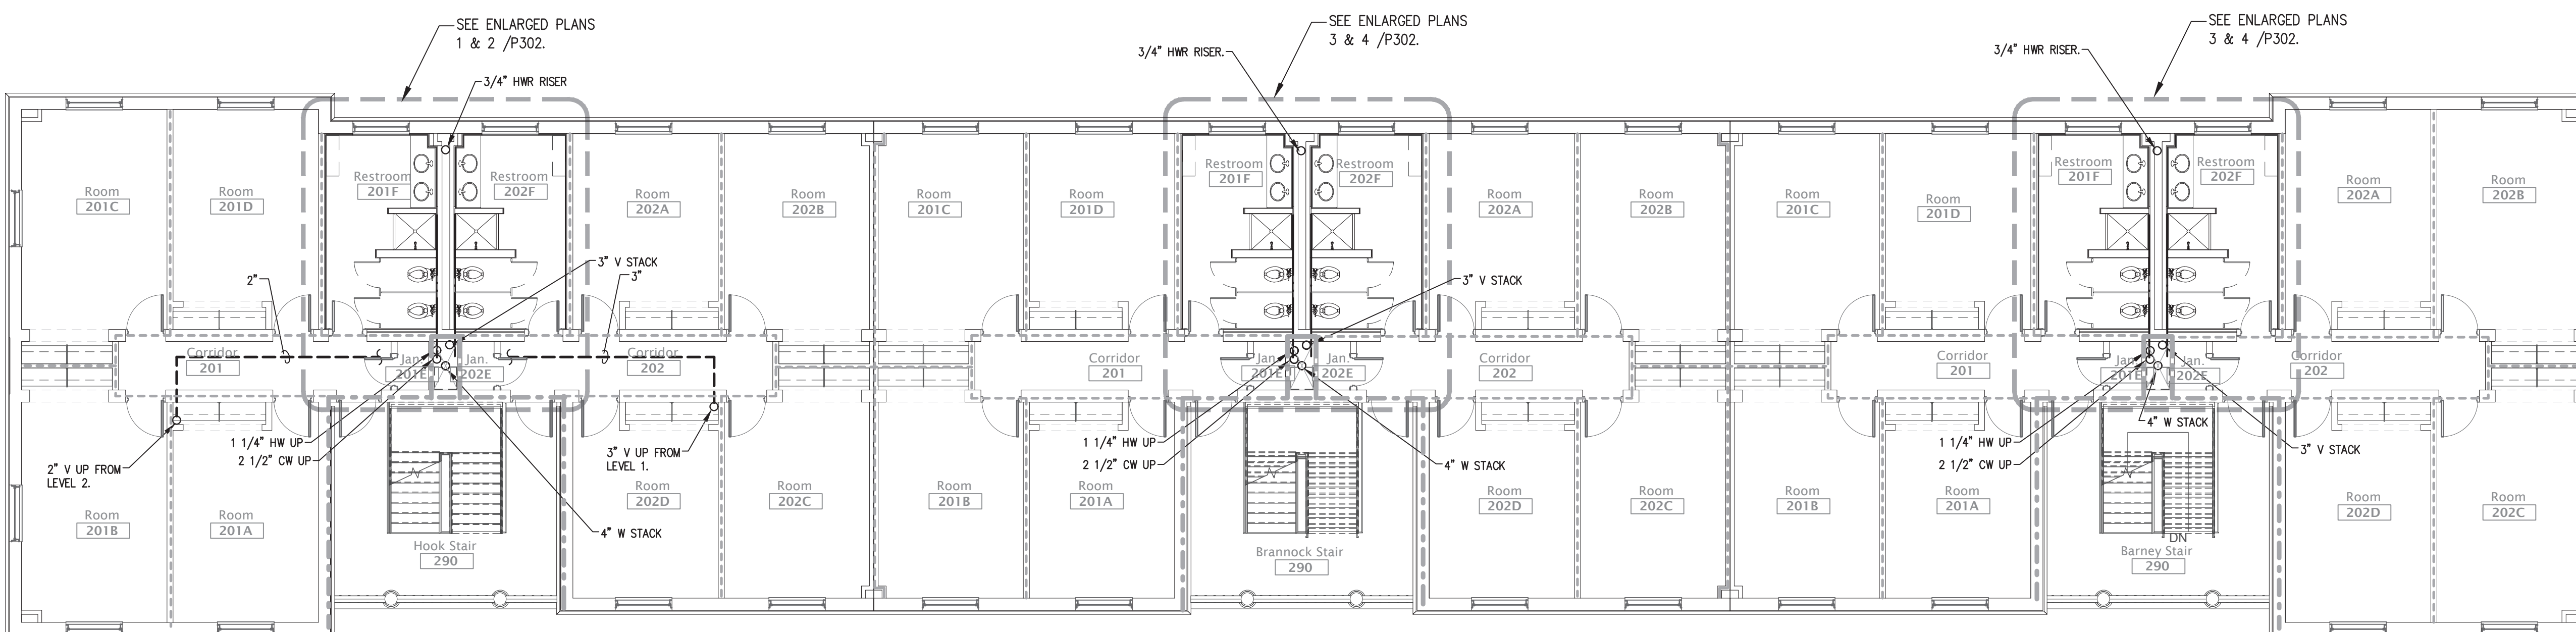 SEE ENLARGED PLANS
1 & 2 /P302.
SEE ENLARGED PLANS
3 & 4 /P302.
SEE ENLARGED PLANS
3 & 4 /P302.
3/4" HWR RISER
3/4" HWR RISER.
3/4" HWR RISER.
Room
201C
Room
201D
Restroom
201F
Restroom
202F
Room
202A
Room
202B
Room
201C
Room
201D
Restroom
201F
Restroom
202F
Room
202A
Room
202B
Room
201C
Room
201D
Restroom
201F
Restroom
202F
Room
202A
Room
202B
2"
3" V STACK
3"
3" V STACK
Corridor
201
Jan.
201E
Jan.
202E
Corridor
202
Corridor
201
Jan.
201E
Jan.
202E
Corridor
202
Corridor
201
Jan.
201E
Jan.
202E
Corridor
202
1 1/4" HW UP
2 1/2" CW UP
2" V UP FROM
LEVEL 2.
3" V UP FROM
LEVEL 1.
1 1/4" HW UP
2 1/2" CW UP
4" W STACK
1 1/4" HW UP
2 1/2" CW UP
4" W STACK
3" V STACK
Room
201B
Room
201A
4" W STACK
Room
202D
Room
202C
Room
201B
Room
201A
Room
202D
Room
202C
Room
201B
Room
201A
Room
202D
Room
202C
Hook Stair
290
Brannock Stair
290
DN
Barney Stair
290